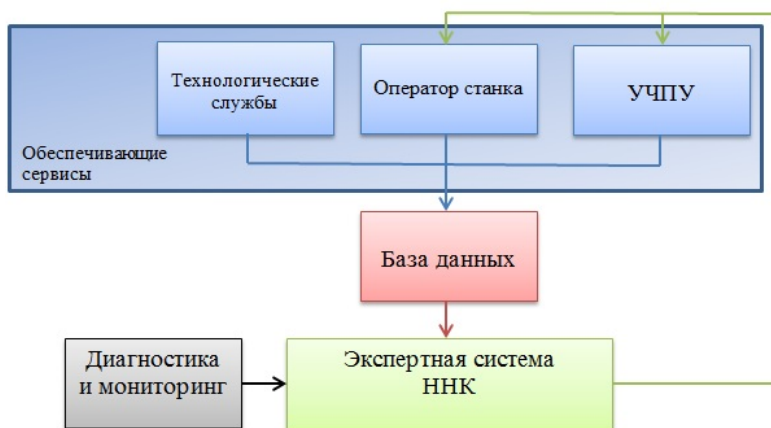 Технологические
службы
Оператор станка
УЧПУ
Обеспечивающие
сервисы
База данных
Диагностика
и мониторинг
Экспертная система
ННК